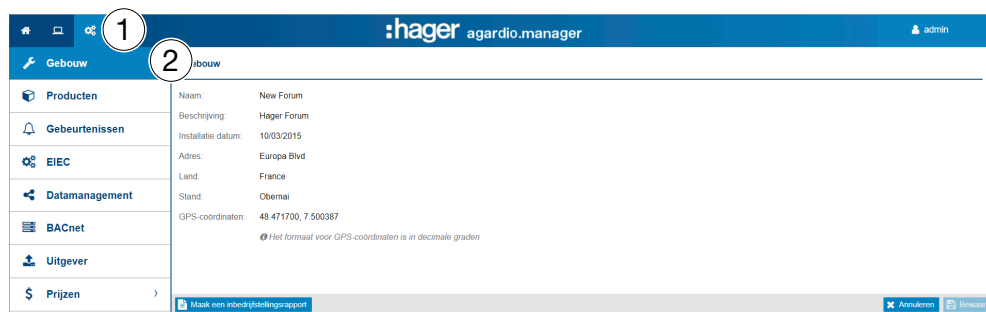 1
:hager agardio.manager
admin
Gebouw
2
Producten
Gebeurtenissen
EIEC
Datamanagement
BACnet
Uitgever
$ Prijzen >
Naam: New Forum
Beschrijving: Hager Forum
Installatie datum: 10/03/2015
Adres: Europa Blvd
Land: France
Stand: Obernai
GPS-coördinaten: 48.471700, 7.500387
Het formaat voor GPS-coördinaten is in decimale graden
Maak een inbedrijfstellingsrapport
Annuleren